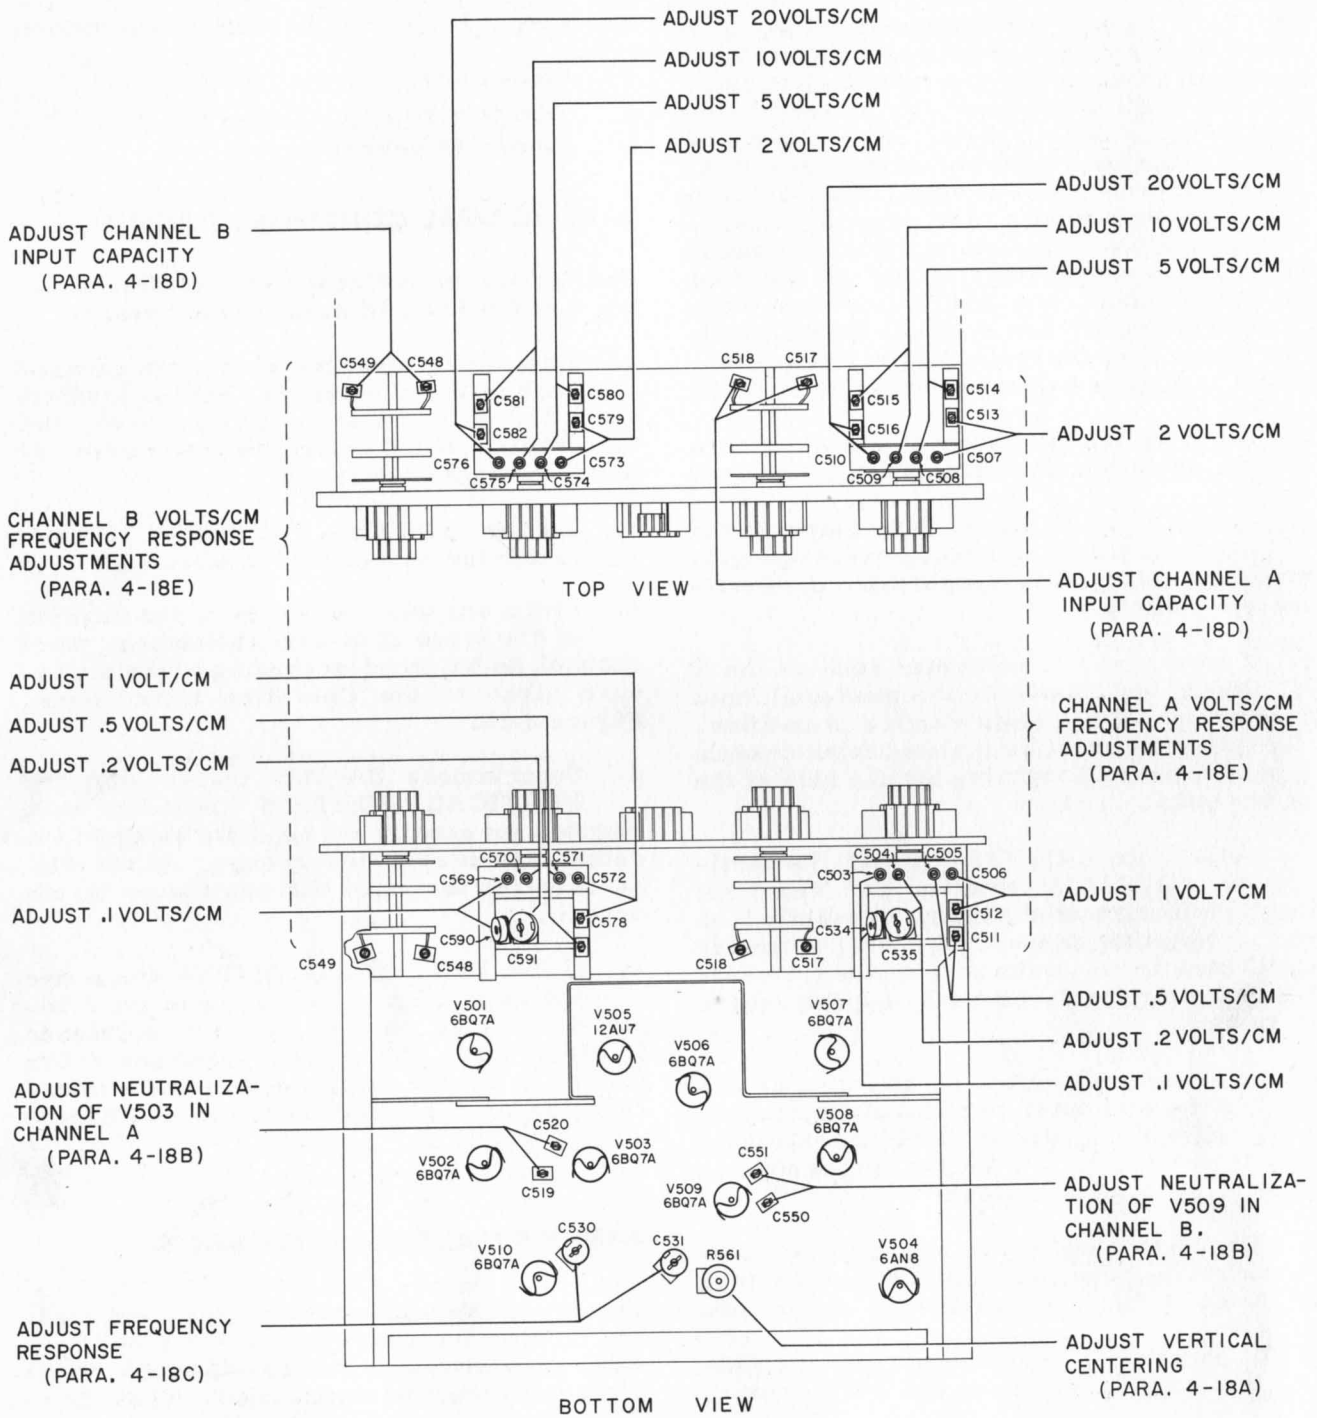 ADJUST 20 VOLTS/CM
ADJUST 10 VOLTS/CM
ADJUST 5 VOLTS/CM
ADJUST 2 VOLTS/CM
ADJUST 20 VOLTS/CM
ADJUST 10 VOLTS/CM
ADJUST 5 VOLTS/CM
ADJUST CHANNEL B
INPUT CAPACITY
(PARA. 4-18D)
C549
C548
C581
C582
C580
C579
C576
C575
C574
C573
C518
C517
C515
C516
C514
C513
C510
C509
C508
C507
ADJUST 2 VOLTS/CM
CHANNEL B VOLTS/CM
FREQUENCY RESPONSE
ADJUSTMENTS
(PARA. 4-18E)
TOP VIEW
ADJUST CHANNEL A
INPUT CAPACITY
(PARA. 4-18D)
ADJUST 1 VOLT/CM
ADJUST .5 VOLTS/CM
ADJUST .2 VOLTS/CM
CHANNEL A VOLTS/CM
FREQUENCY RESPONSE
ADJUSTMENTS
(PARA. 4-18E)
C570
C571
C569
C572
C504
C505
C503
C506
ADJUST .1 VOLTS/CM
C578
C590
C591
C549
C548
C512
C534
C535
C511
C518
C517
ADJUST 1 VOLT/CM
ADJUST .5 VOLTS/CM
ADJUST .2 VOLTS/CM
ADJUST .1 VOLTS/CM
V501
6BQ7A
V505
12AU7
V506
6BQ7A
V507
6BQ7A
V508
6BQ7A
ADJUST NEUTRALIZA-
TION OF V503 IN
CHANNEL A
(PARA. 4-18B)
C520
V502
6BQ7A
C519
V503
6BQ7A
C551
V509
6BQ7A
C550
ADJUST NEUTRALIZA-
TION OF V509 IN
CHANNEL B.
(PARA. 4-18B)
C530
V510
6BQ7A
C531
R561
V504
6AN8
ADJUST FREQUENCY
RESPONSE
(PARA. 4-18C)
ADJUST VERTICAL
CENTERING
(PARA. 4-18A)
BOTTOM VIEW